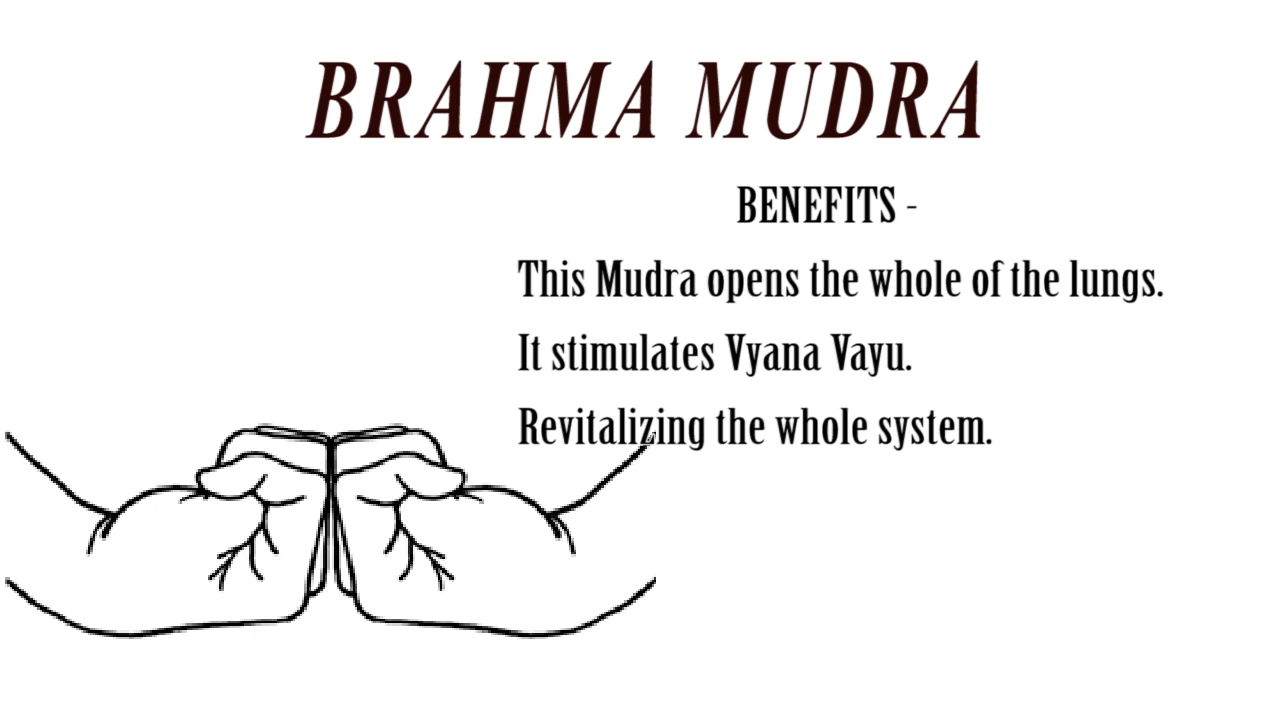 BRAHMA MUDRA
BENEFITS -
This Mudra opens the whole of the lungs.
It stimulates Vyana Vayu.
Revitalizing the whole system.